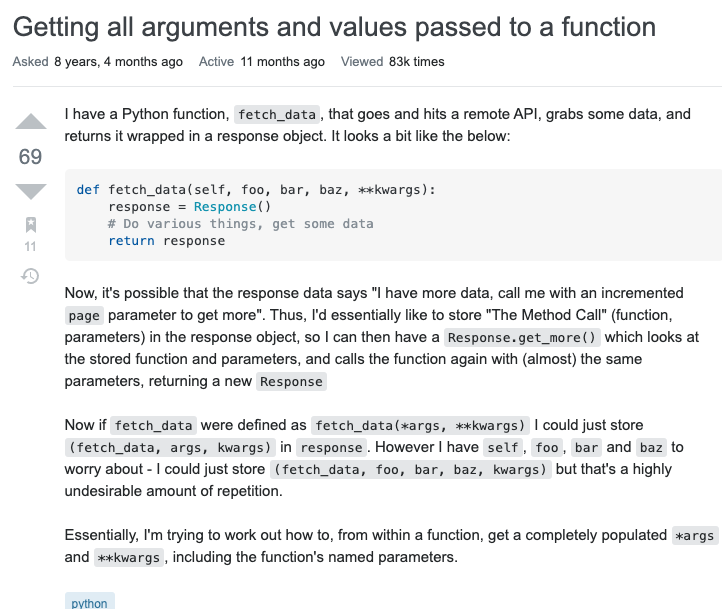 Getting all arguments and values passed to a function
Asked 8 years, 4 months ago Active 11 months ago Viewed 83k times
I have a Python function, fetch_data, that goes and hits a remote API, grabs some data, and
returns it wrapped in a response object. It looks a bit like the below:
69
def fetch_data(self, foo, bar, baz, **kwargs):
    response = Response()
    # Do various things, get some data
    return response
11
Now, it's possible that the response data says "I have more data, call me with an incremented
page parameter to get more". Thus, I'd essentially like to store "The Method Call" (function,
parameters) in the response object, so I can then have a Response.get_more() which looks at
the stored function and parameters, and calls the function again with (almost) the same
parameters, returning a new Response
Now if fetch_data were defined as fetch_data(*args, **kwargs) I could just store
(fetch_data, args, kwargs) in response. However I have self, foo, bar and baz to
worry about - I could just store (fetch_data, foo, bar, baz, kwargs) but that's a highly
undesirable amount of repetition.
Essentially, I'm trying to work out how to, from within a function, get a completely populated *args
and **kwargs, including the function's named parameters.
python